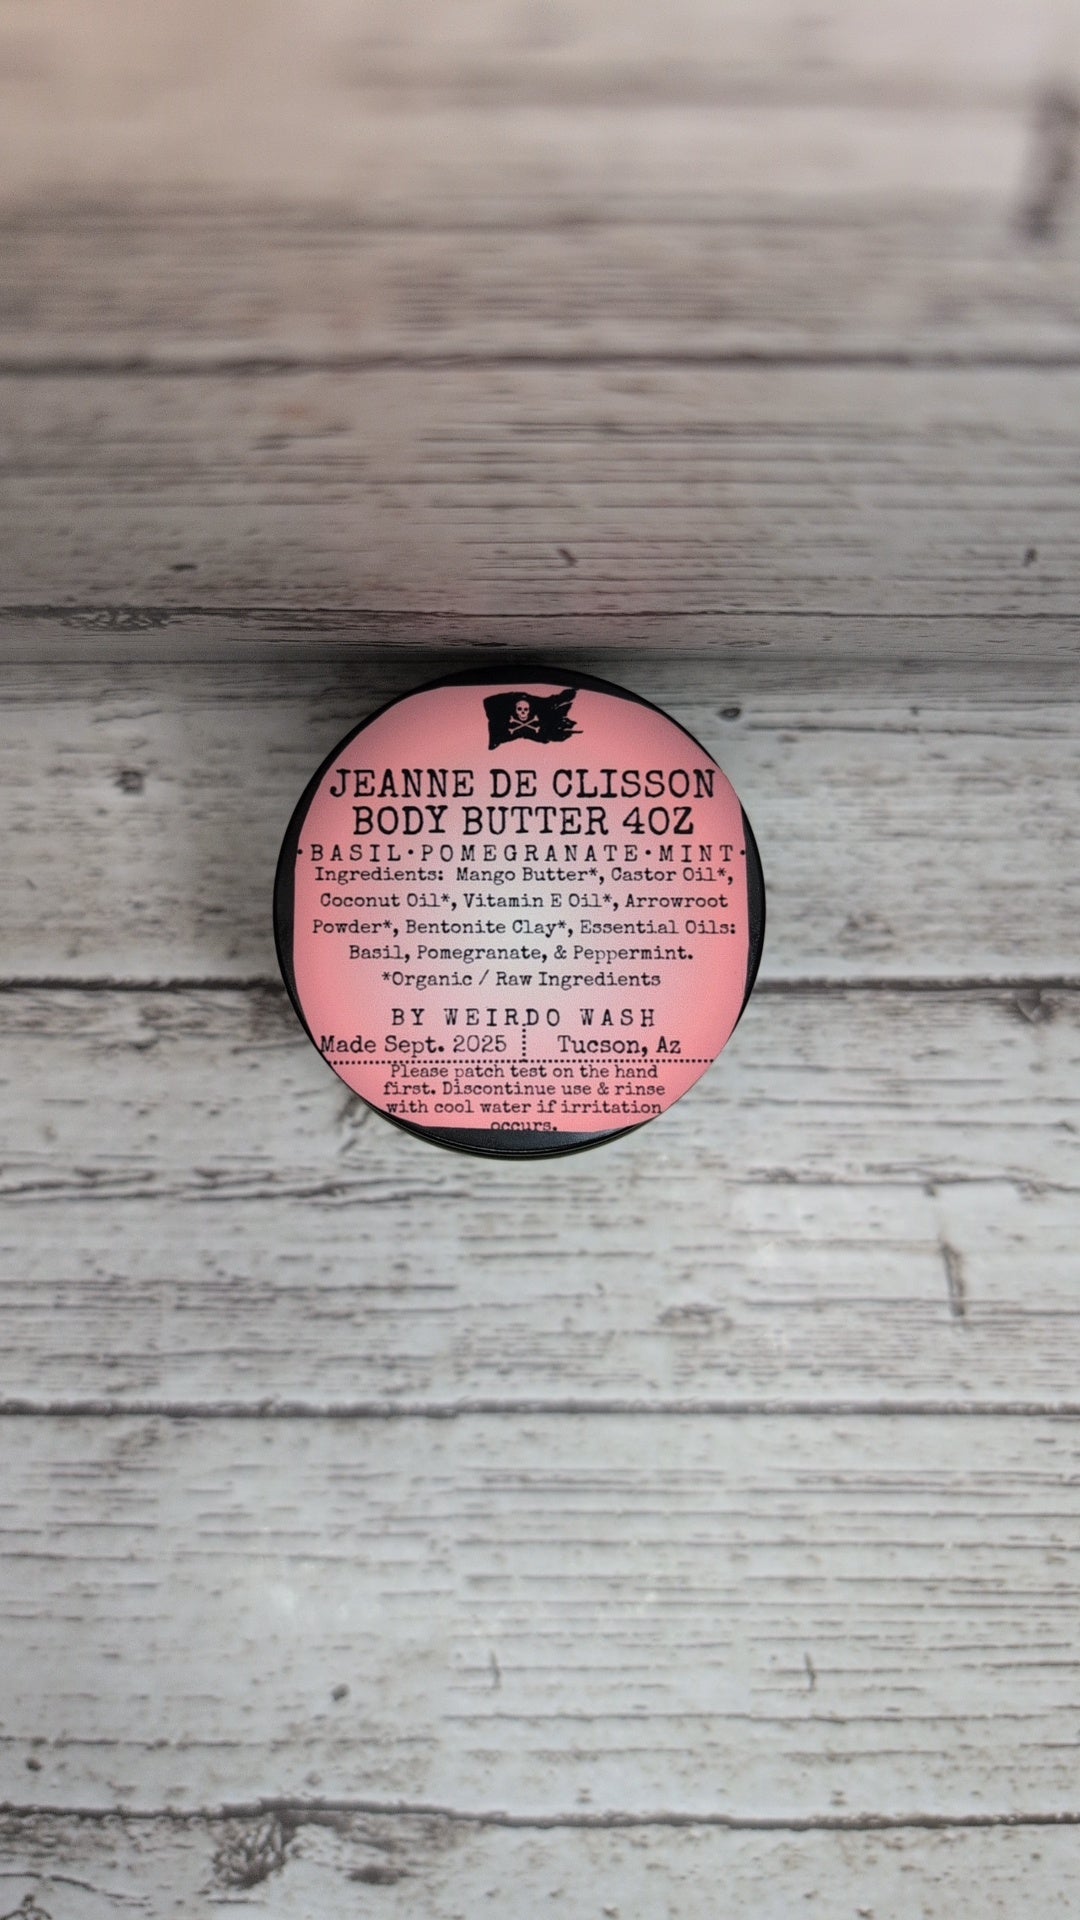 JEANNE DE CLISSON
BODY BUTTER 4OZ
·BASIL·POMEGRANATE·MINT·
Ingredients: Mango Butter*, Castor Oil*,
Coconut Oil*, Vitamin E Oil*, Arrowroot
Powder*, Bentonite Clay*, Essential Oils:
Basil, Pomegranate, & Peppermint.
*Organic / Raw Ingredients
BY WEIRDO WASH
Made Sept. 2025 Tucson, Az
Please patch test on the hand
first. Discontinue use & rinse
with cool water if irritation
occurs.